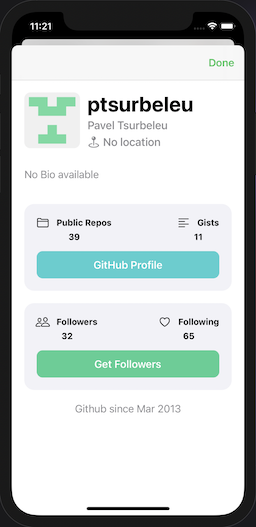 11:21
Done
ptsurbeleu
Pavel Tsurbeleu
No location
No Bio available
Public Repos
39
Gists
11
GitHub Profile
Followers
32
Following
65
Get Followers
Github since Mar 2013